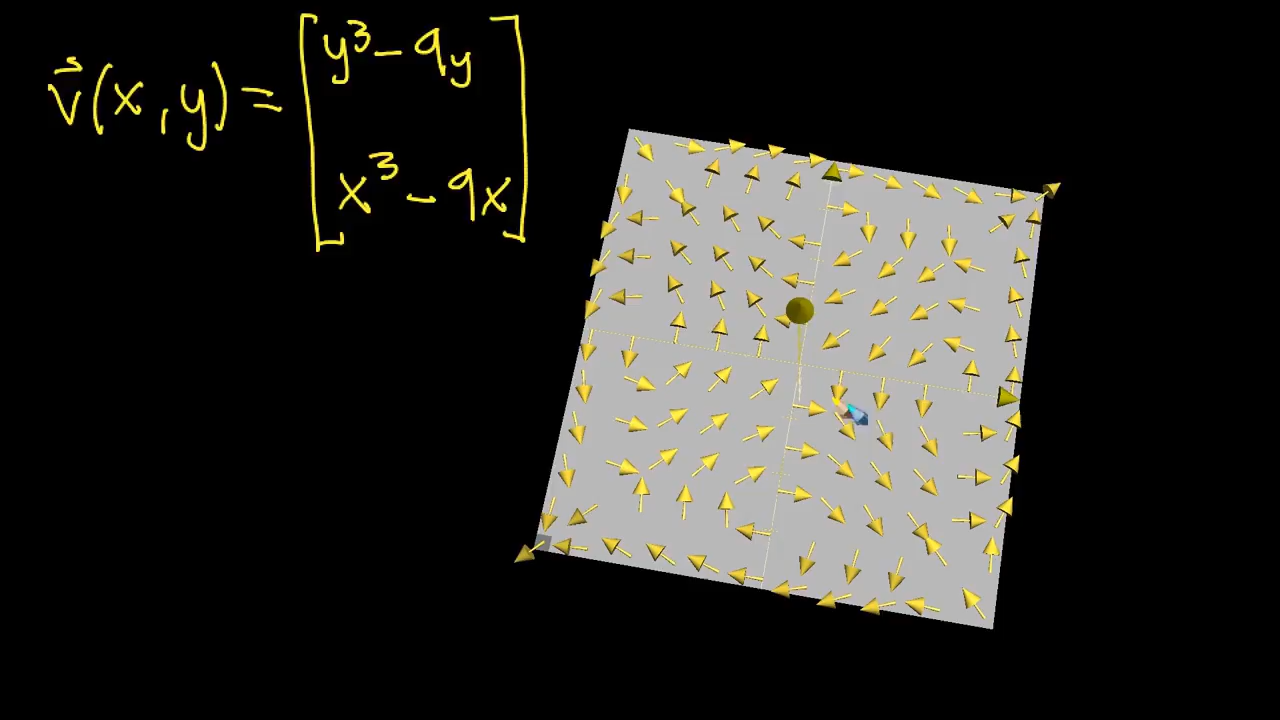 v⃗(x,y) = [ y³ - 9y
x³ - 9x ]